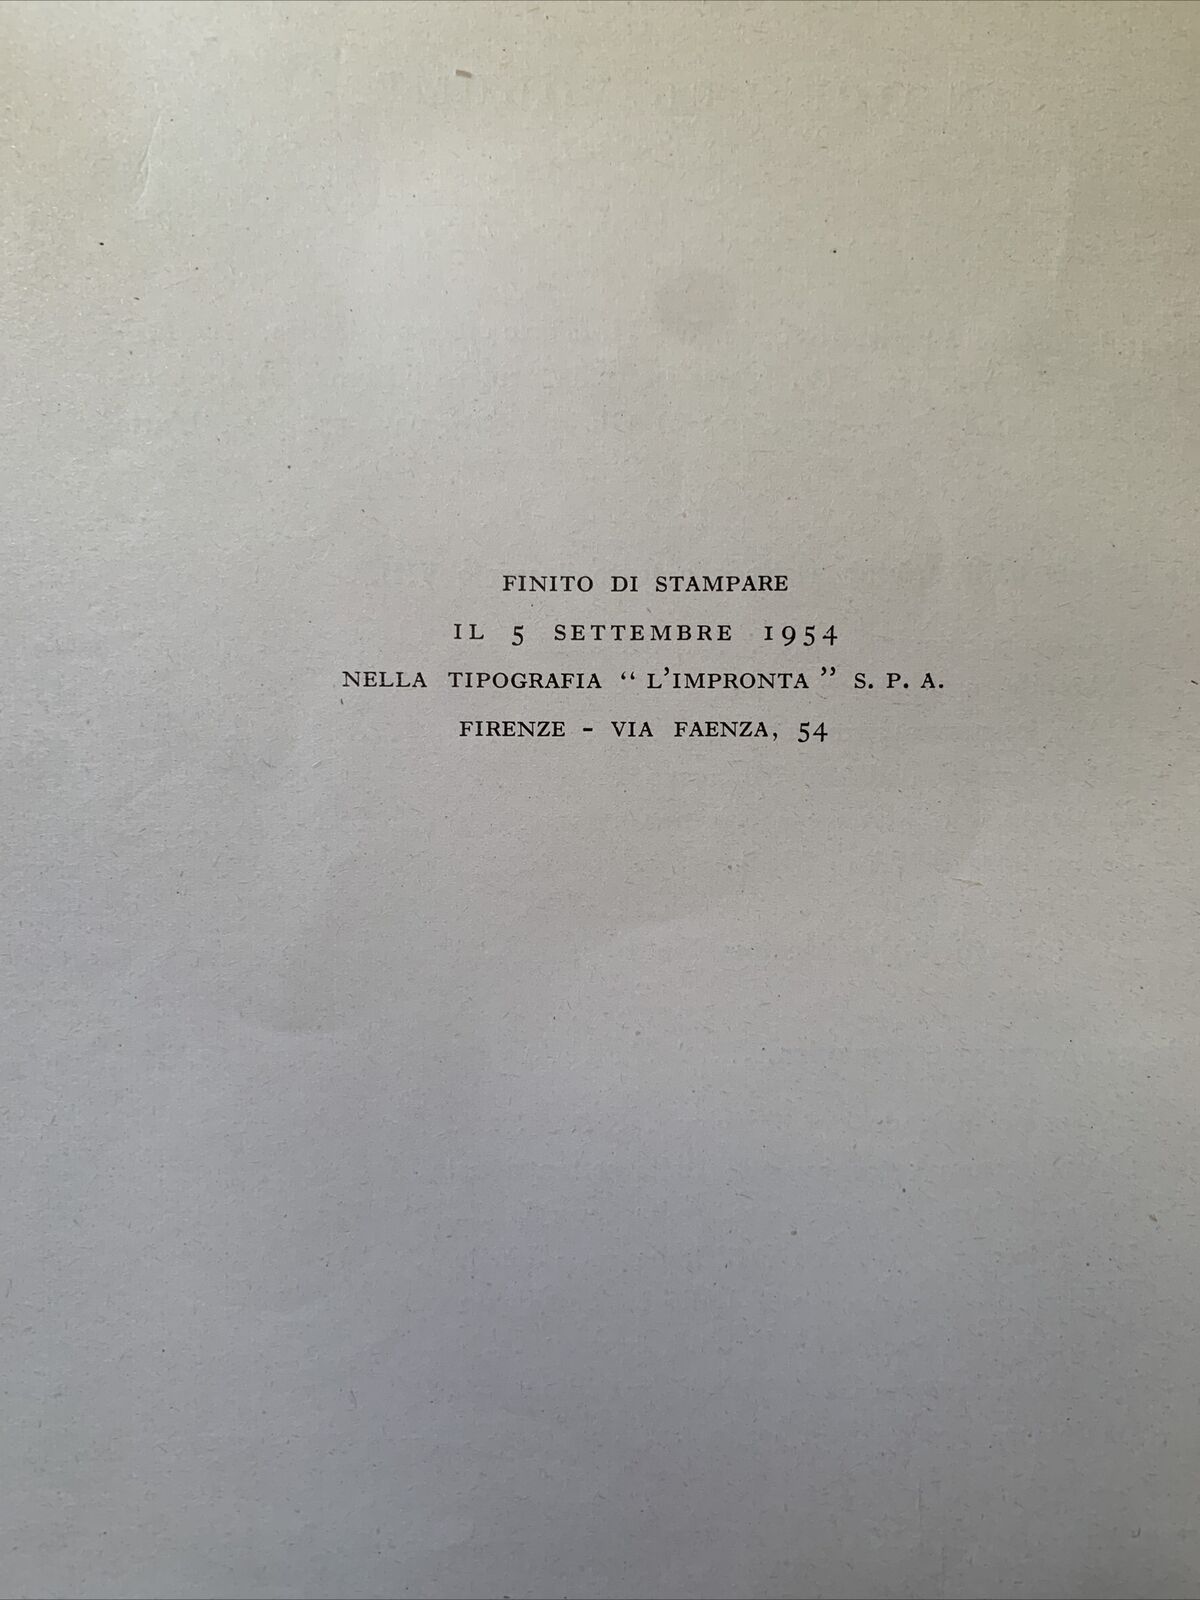 FINITO DI STAMPARE
IL 5 SETTEMBRE 1954
NELLA TIPOGRAFIA “ L’IMPRONTA ” S. P. A.
FIRENZE - VIA FAENZA, 54